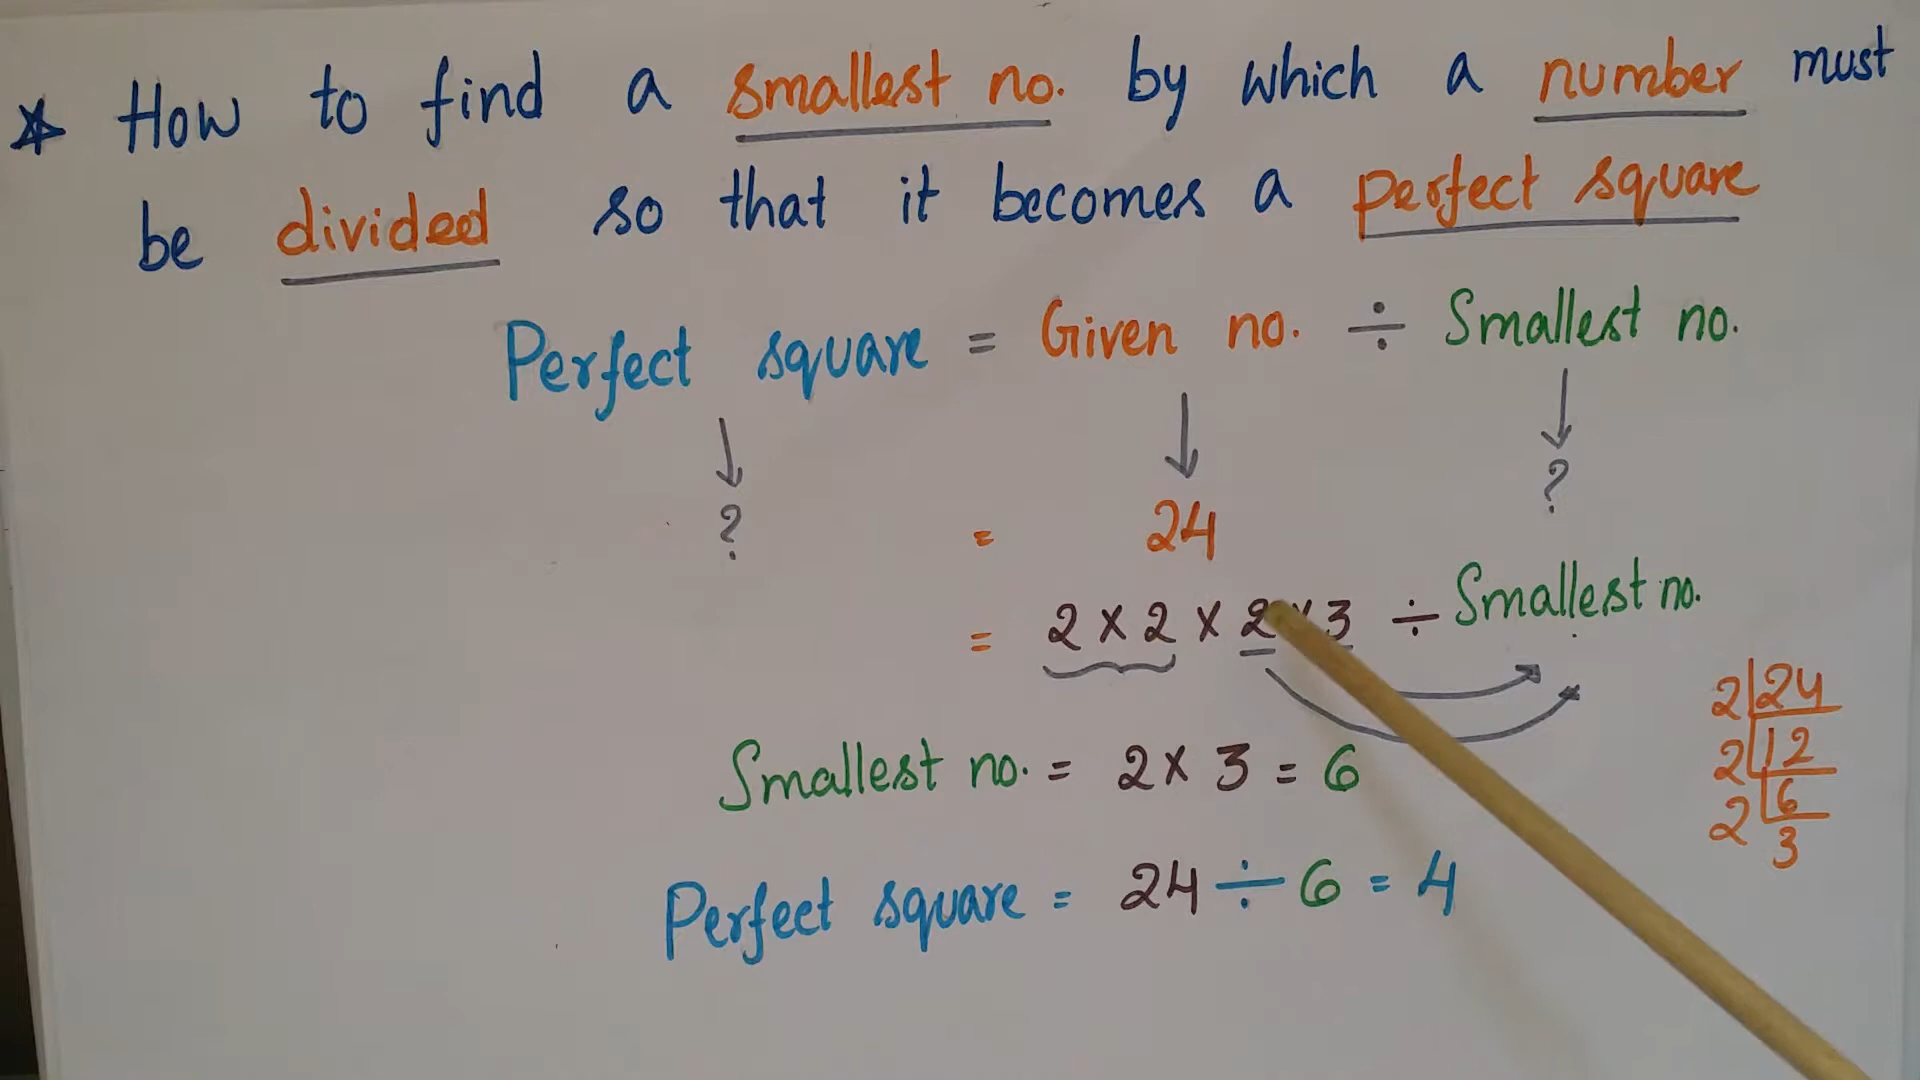 * How to find a smallest no. by which a number must
be divided so that it becomes a perfect square
Perfect square = Given no. ÷ Smallest no.
? = 24 ?
= 2 × 2 × 2 × 3 ÷ Smallest no.
Smallest no. = 2 × 3 = 6
Perfect square = 24 ÷ 6 = 4
2 | 24
2 | 12
2 | 6
3